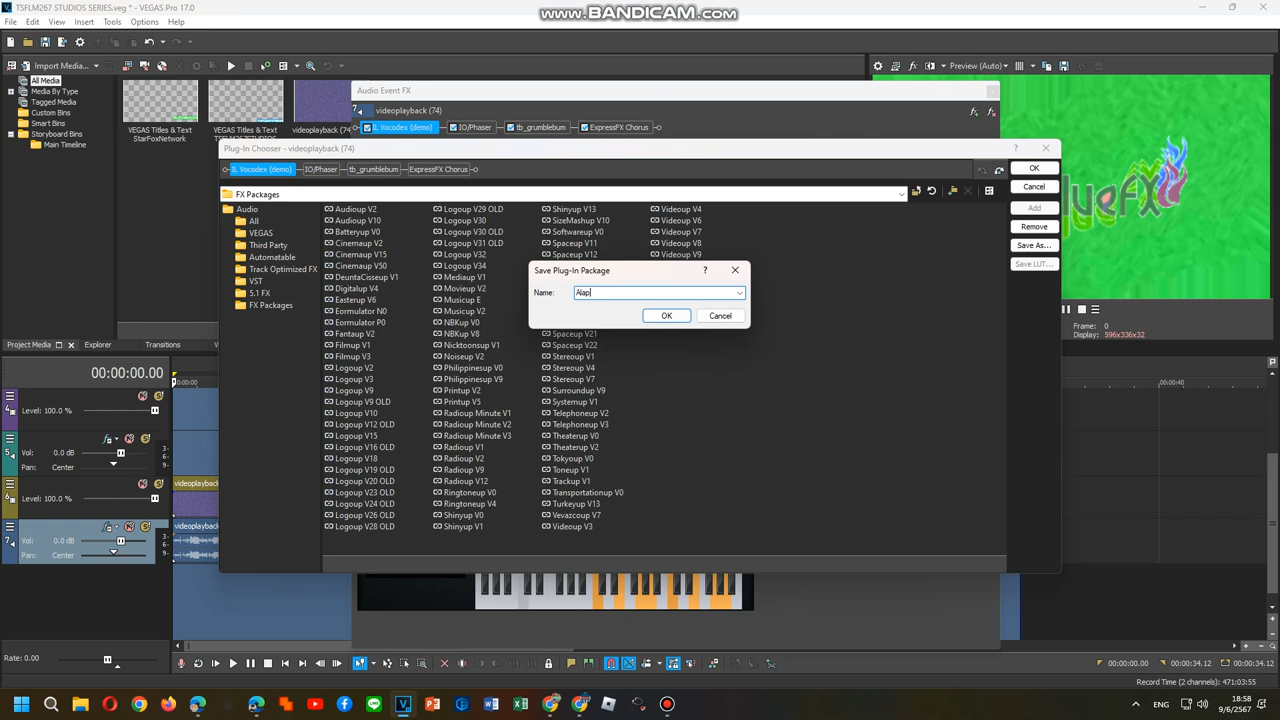 TSFLM267 STUDIOS SERIES.veg * - VEGAS Pro 17.0
www.BANDICAM.com
File Edit View Insert Tools Options Help
Import Media...
Preview (Auto)
All Media
Media By Type
Tagged Media
Custom Bins
Smart Bins
Storyboard Bins
Main Timeline
VEGAS Titles & Text StarFoxNetwork
VEGAS Titles & Text
videoplayback (74
Audio Event FX
videoplayback (74)
IL Vocodex (demo) IO/Phaser tb_grumblebum ExpressFX Chorus
Plug-In Chooser - videoplayback (74)
IL Vocodex (demo) IO/Phaser tb_grumblebum ExpressFX Chorus
FX Packages
OK
Cancel
Add
Remove
Save As...
Save LUT...
Audio
All
VEGAS
Third Party
Automatable
Track Optimized FX
VST
5.1 FX
FX Packages
Audioup V2
Audioup V10
Batteryup V0
Cinemaup V2
Cinemaup V15
Cinemaup V50
DeuntaCisseup V1
Digitalup V4
Easterup V6
Eormulator N0
Eormulator P0
Fantaup V2
Filmup V1
Filmup V3
Logoup V2
Logoup V3
Logoup V9
Logoup V9 OLD
Logoup V10
Logoup V12 OLD
Logoup V15
Logoup V16 OLD
Logoup V18
Logoup V19 OLD
Logoup V20 OLD
Logoup V23 OLD
Logoup V24 OLD
Logoup V26 OLD
Logoup V28 OLD
Logoup V29 OLD
Logoup V30
Logoup V30 OLD
Logoup V31 OLD
Logoup V32
Logoup V34
Mediaup V1
Movieup V2
Musicup E
Musicup V2
NBKup V0
NBKup V8
Nicktoonsup V1
Noiseup V2
Philippinesup V0
Philippinesup V9
Printup V2
Printup V5
Radioup Minute V1
Radioup Minute V2
Radioup Minute V3
Radioup V1
Radioup V2
Radioup V9
Radioup V12
Ringtoneup V0
Ringtoneup V4
Shinyup V0
Shinyup V1
Shinyup V13
SizeMashup V10
Softwareup V0
Spaceup V11
Spaceup V12
Spaceup V21
Spaceup V22
Stereoup V1
Stereoup V4
Stereoup V7
Surroundup V9
Systemup V1
Telephoneup V2
Telephoneup V3
Theaterup V0
Theaterup V2
Tokyoup V0
Toneup V1
Trackup V1
Transportationup V0
Turkeyup V13
Vevazcoup V7
Videoup V3
Videoup V4
Videoup V6
Videoup V7
Videoup V8
Videoup V9
Save Plug-In Package
Name: Alap
OK Cancel
Frame: 0
Display: 596x336x32
Project Media Explorer Transitions
00:00:00.00
0:00:00
00:00:40
4 Level: 100.0 %
5 Vol: 0.0 dB
Pan: Center
6 Level: 100.0 %
7 Vol: 0.0 dB
Pan: Center
videoplayback
videoplayback
Rate: 0.00
00:00:00.00 00:00:34.12 00:00:34.12
Record Time (2 channels): 471:03:55
ENG
18:58
9/6/2567